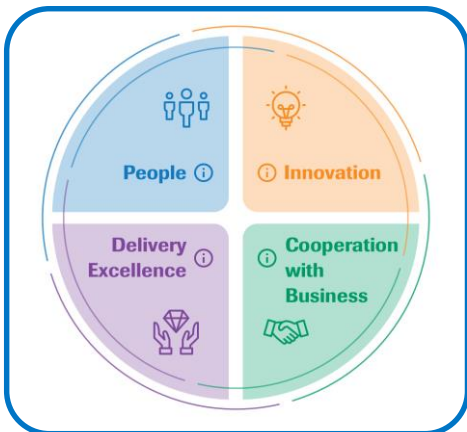 People
Innovation
Delivery
Excellence
Cooperation
with
Business